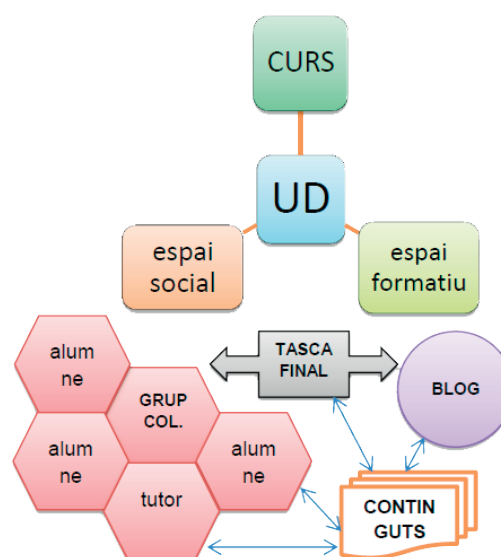 CURS
UD
espai
social
espai
formatiu
TASCA
FINAL
alum
ne
GRUP
COL.
BLOG
alum
ne
alum
ne
tutor
CONTIN
GUTS